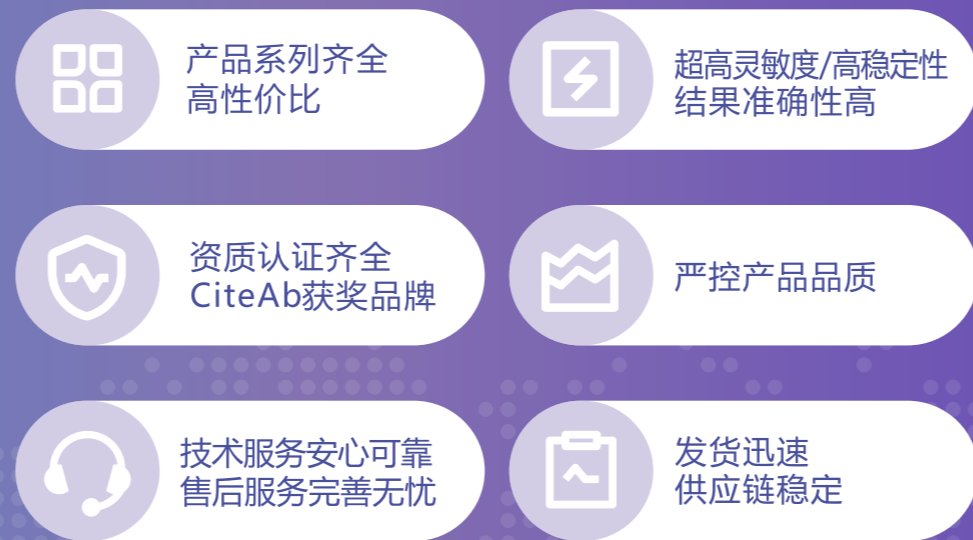 产品系列齐全
高性价比
超高灵敏度/高稳定性
结果准确性高
资质认证齐全
CiteAb获奖品牌
严控产品品质
技术服务安心可靠
售后服务完善无忧
发货迅速
供应链稳定